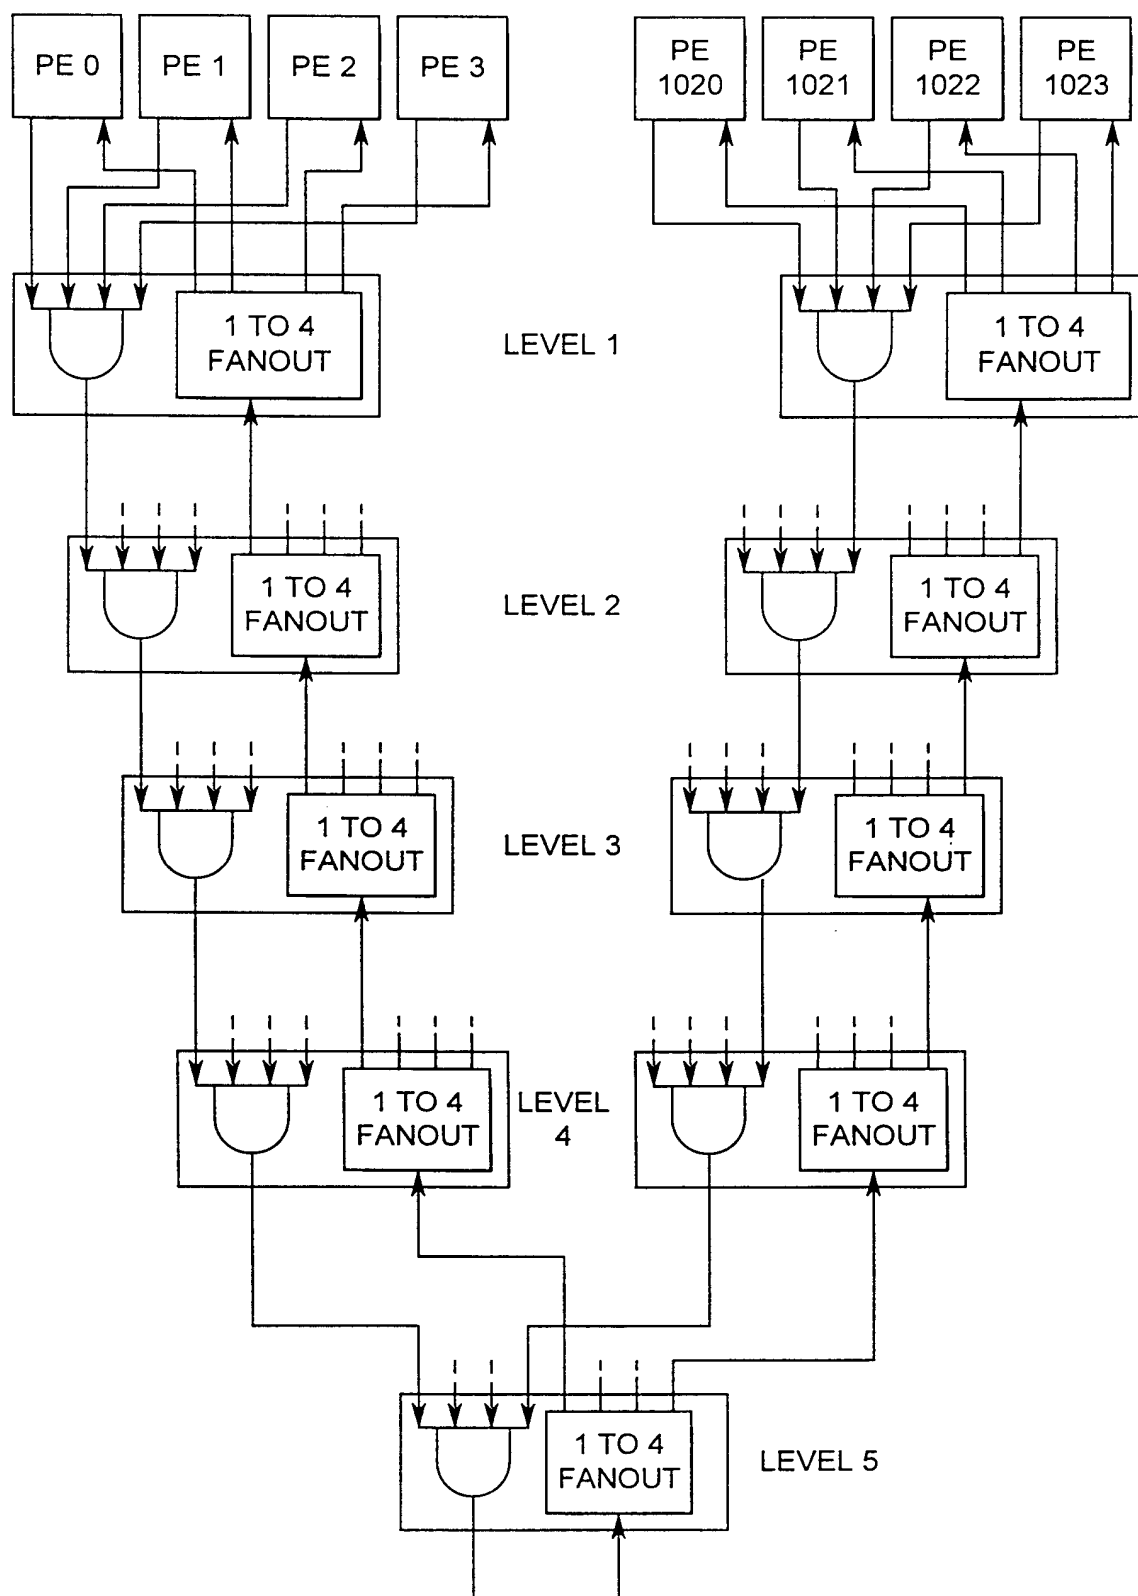 PE 0
PE 1
PE 2
PE 3
PE
1020
PE
1021
PE
1022
PE
1023
1 TO 4
FANOUT
LEVEL 1
1 TO 4
FANOUT
1 TO 4
FANOUT
LEVEL 2
1 TO 4
FANOUT
1 TO 4
FANOUT
LEVEL 3
1 TO 4
FANOUT
1 TO 4
FANOUT
LEVEL
4
1 TO 4
FANOUT
1 TO 4
FANOUT
LEVEL 5